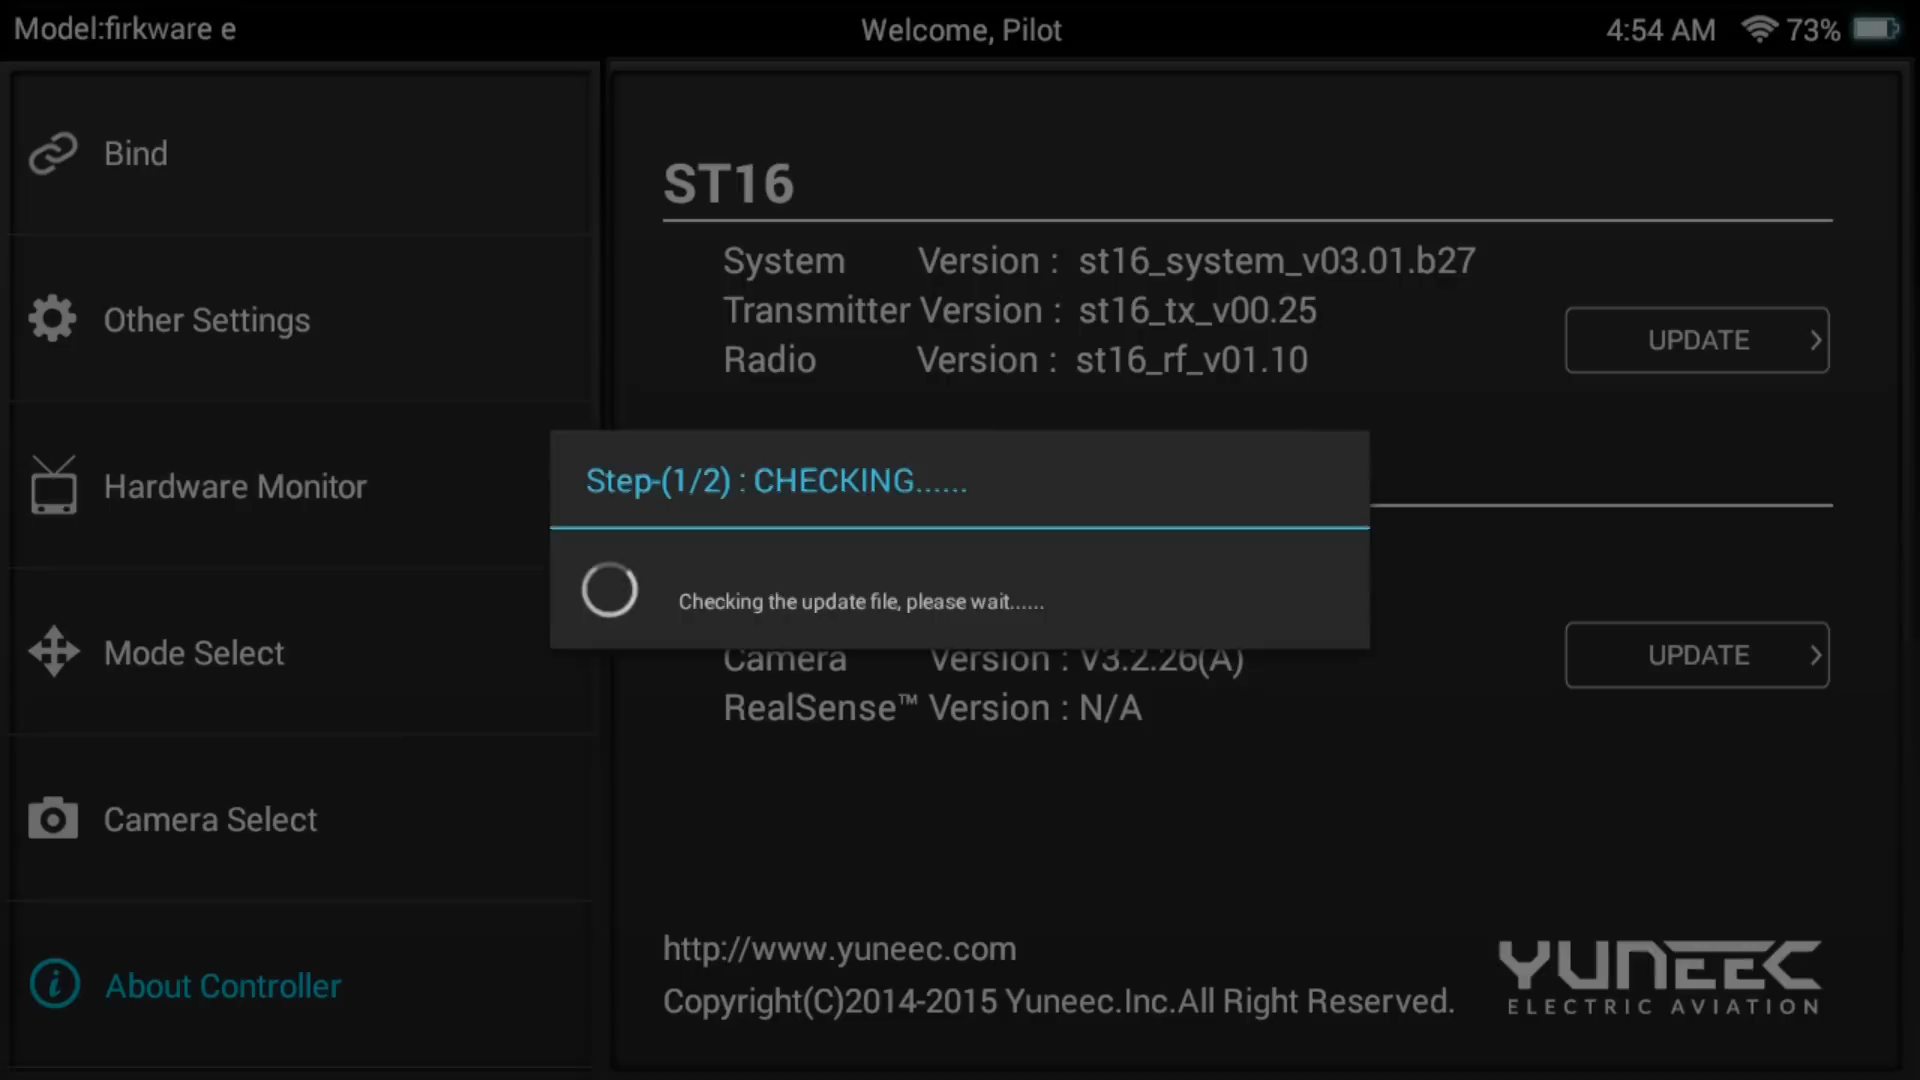 Model:firkware e
Welcome, Pilot
4:54 AM 73%
Bind
Other Settings
Hardware Monitor
Mode Select
Camera Select
About Controller
ST16
System Version : st16_system_v03.01.b27
Transmitter Version : st16_tx_v00.25
Radio Version : st16_rf_v01.10
UPDATE
Step-(1/2) : CHECKING......
Checking the update file, please wait......
Camera Version : V3.2.26(A)
RealSense™ Version : N/A
UPDATE
http://www.yuneec.com
Copyright(C)2014-2015 Yuneec.Inc.All Right Reserved.
YUNEEC
ELECTRIC AVIATION